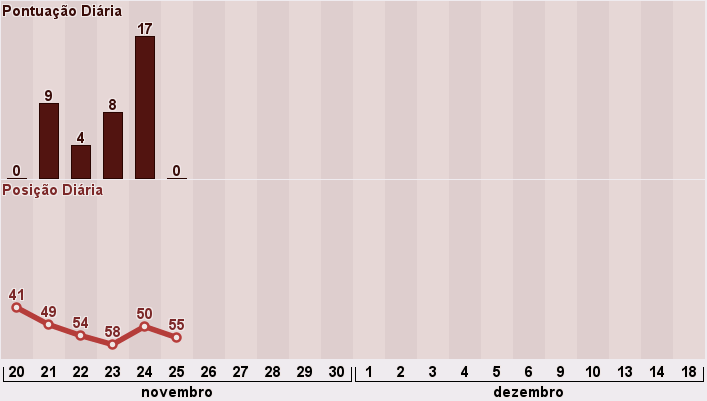 Pontuação Diária
0 9 4 8 17 0
Posição Diária
41 49 54 58 50 55
20 21 22 23 24 25 26 27 28 29 30 1 2 3 4 5 6 9 10 13 14 18
novembro dezembro